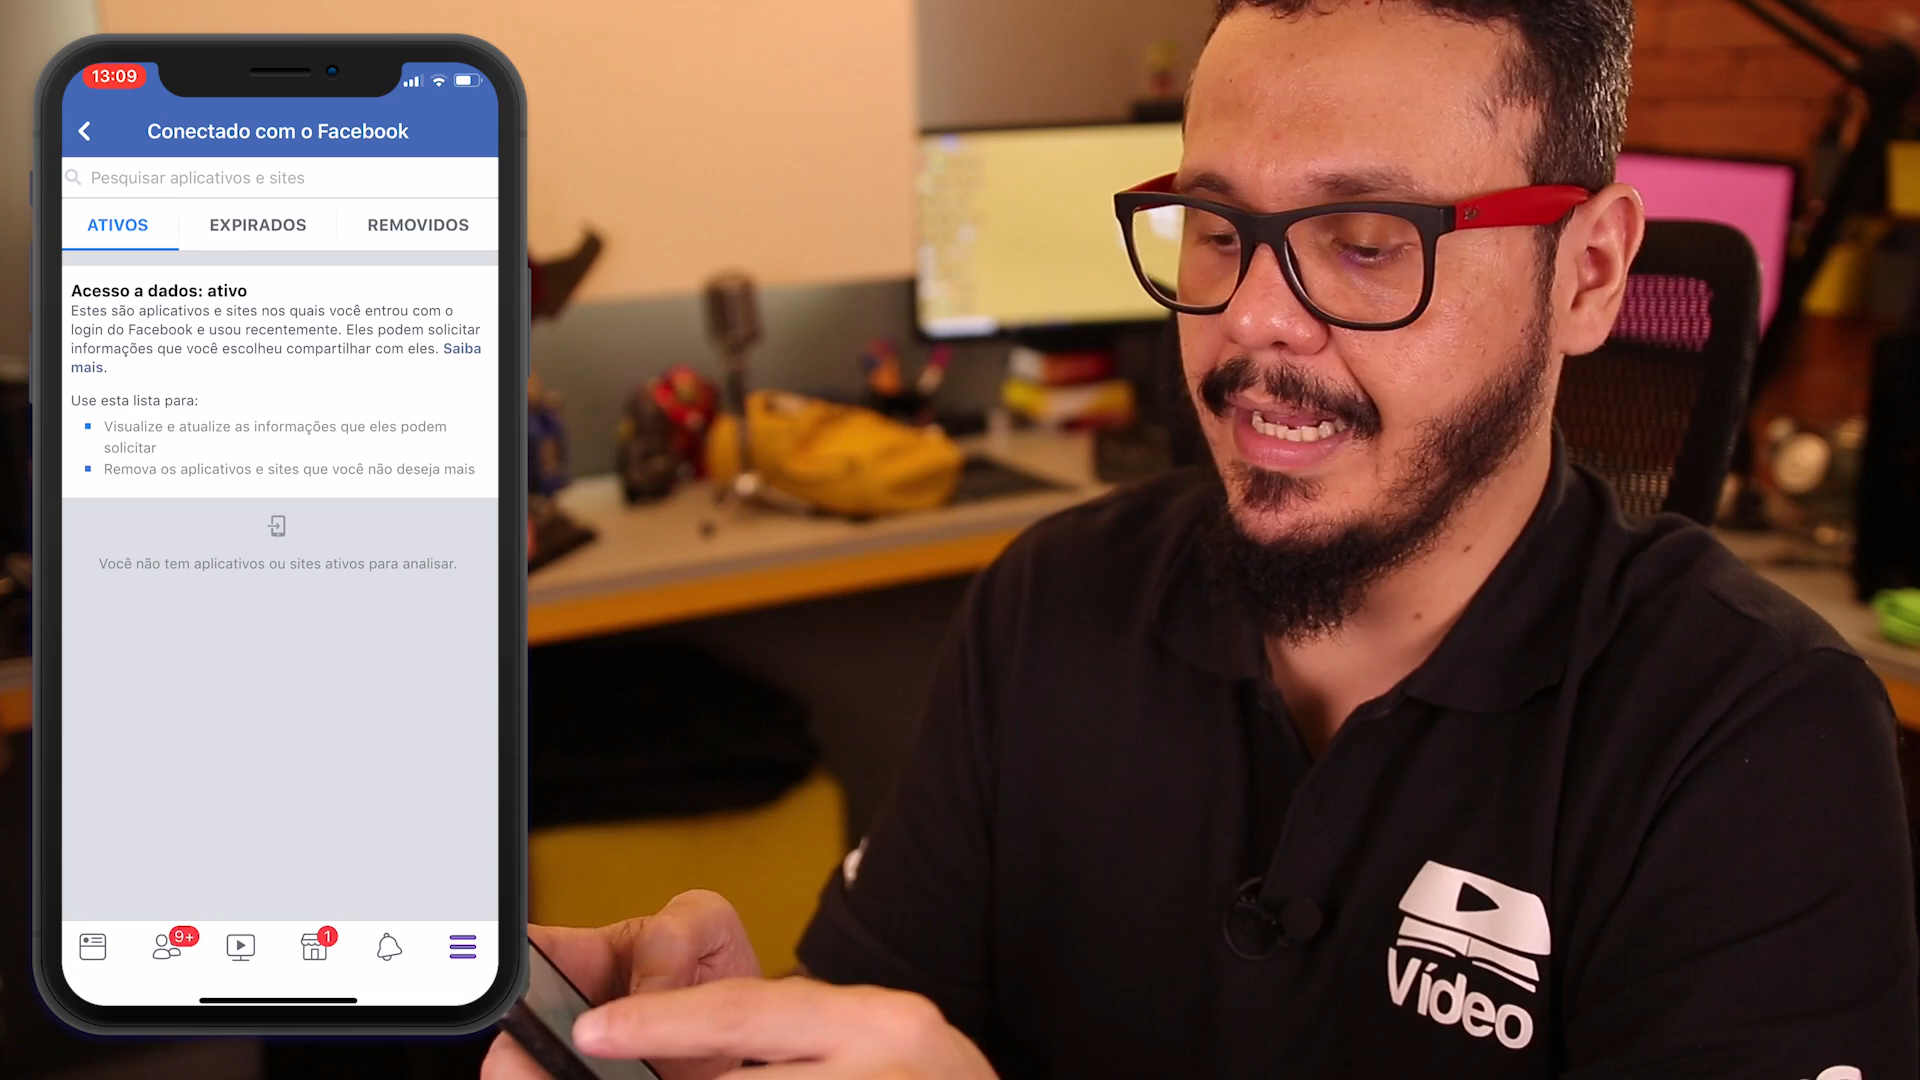 13:09
Conectado com o Facebook
Pesquisar aplicativos e sites
ATIVOS EXPIRADOS REMOVIDOS
Acesso a dados: ativo
Estes são aplicativos e sites nos quais você entrou com o
login do Facebook e usou recentemente. Eles podem solicitar
informações que você escolheu compartilhar com eles. Saiba
mais.
Use esta lista para:
Visualize e atualize as informações que eles podem
solicitar
Remova os aplicativos e sites que você não deseja mais
Você não tem aplicativos ou sites ativos para analisar.
9+
1
Vídeo